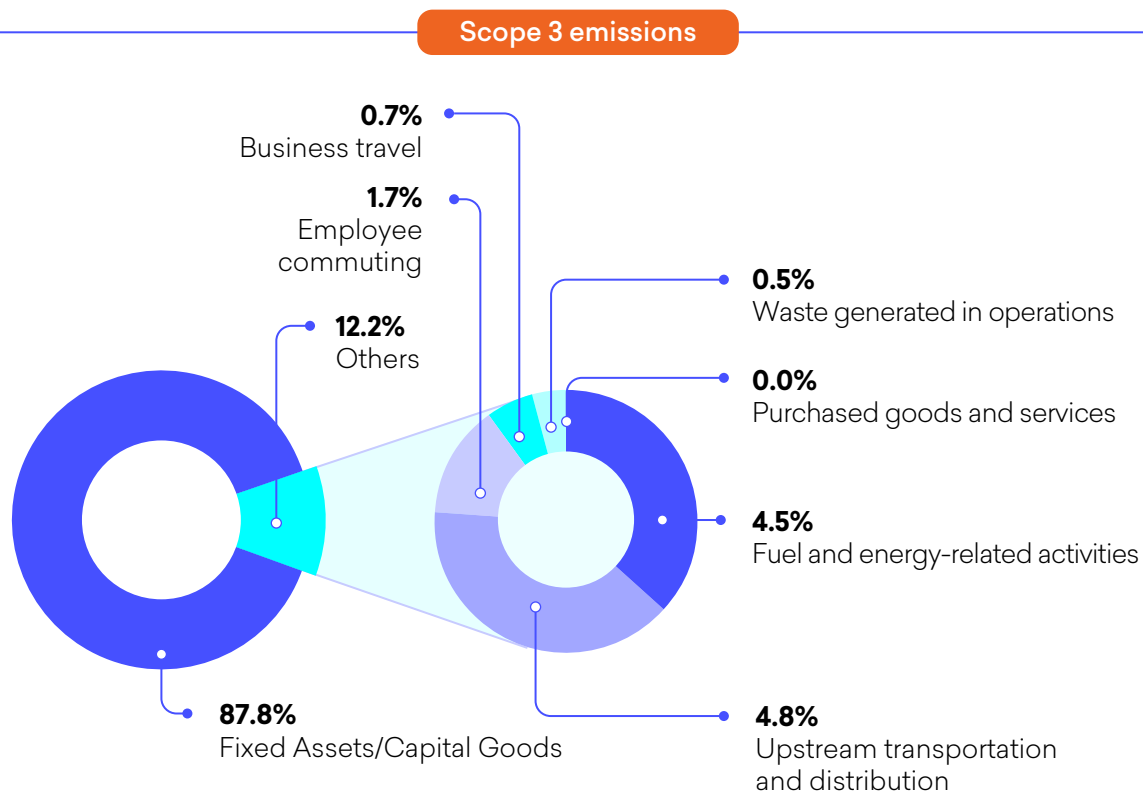 Scope 3 emissions
0.7%
Business travel
1.7%
Employee
commuting
12.2%
Others
0.5%
Waste generated in operations
0.0%
Purchased goods and services
4.5%
Fuel and energy-related activities
4.8%
Upstream transportation
and distribution
87.8%
Fixed Assets/Capital Goods